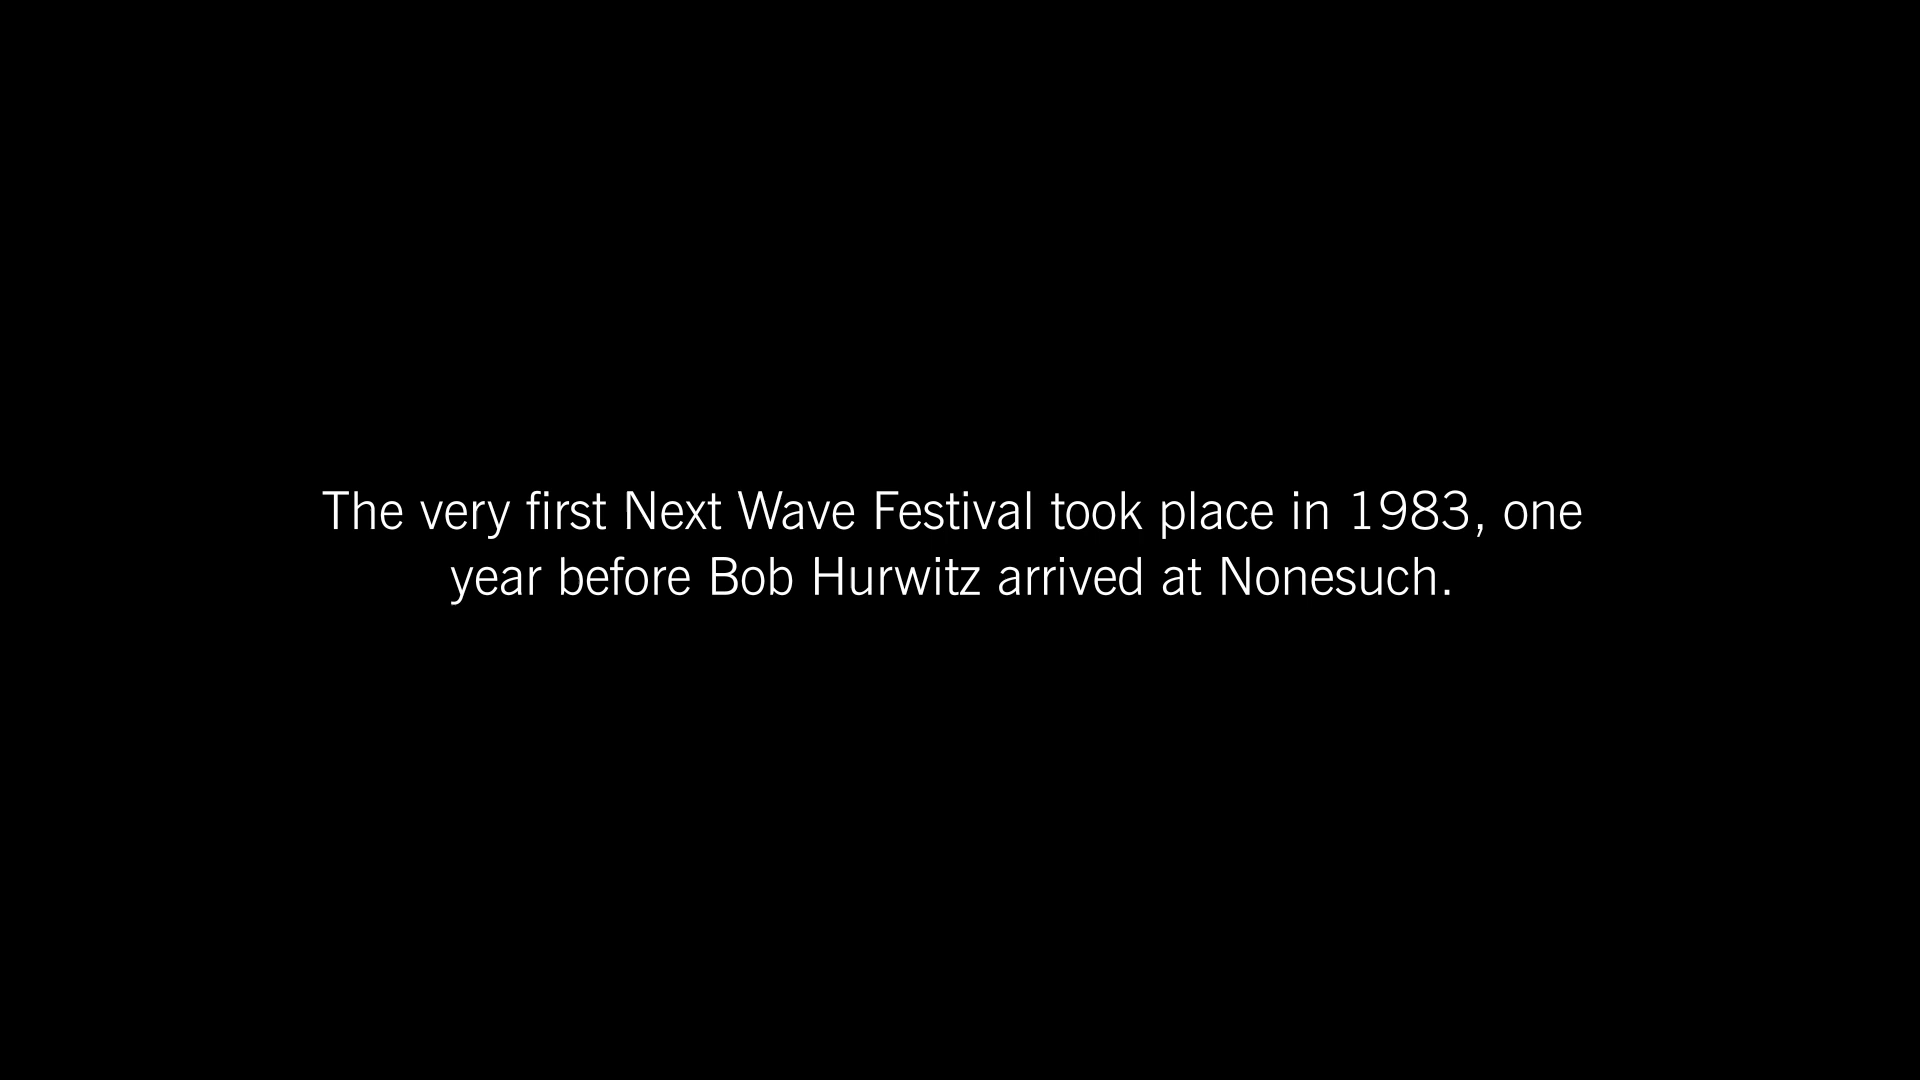 The very first Next Wave Festival took place in 1983, one
year before Bob Hurwitz arrived at Nonesuch.